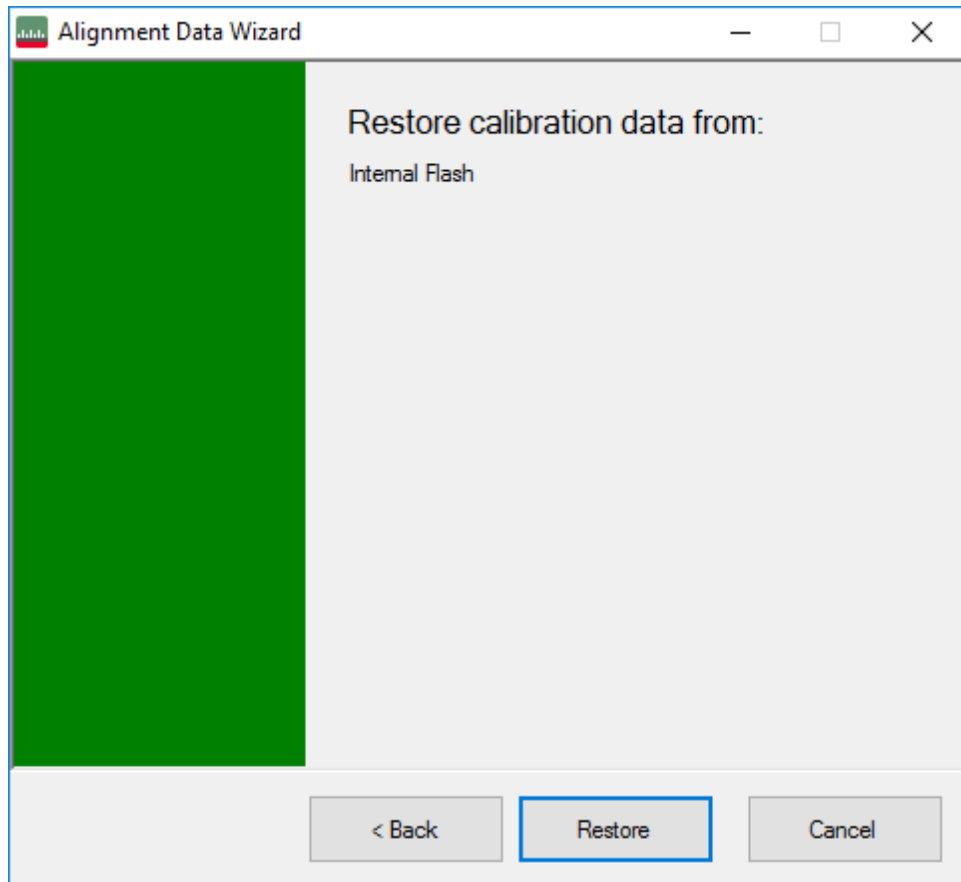 Alignment Data Wizard
Restore calibration data from:
Internal Flash
< Back
Restore
Cancel